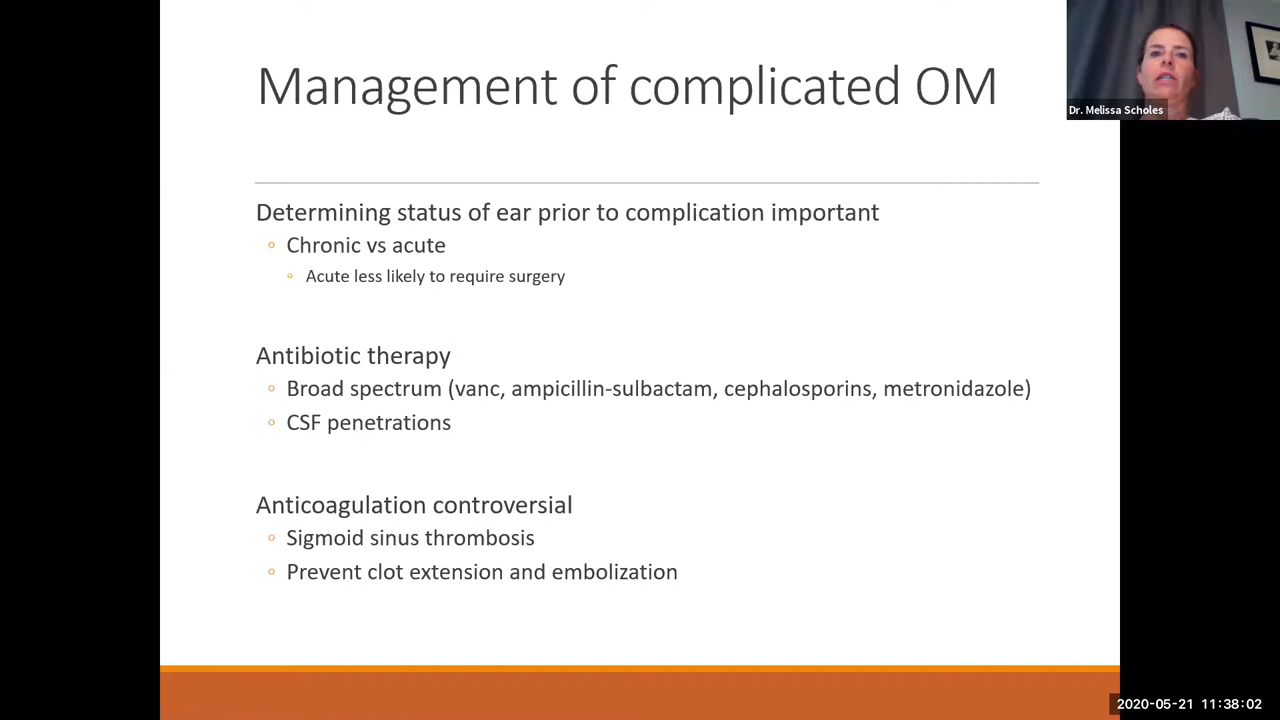 Management of complicated OM
Dr. Melissa Scholes
Determining status of ear prior to complication important
◦ Chronic vs acute
◦ Acute less likely to require surgery
Antibiotic therapy
◦ Broad spectrum (vanc, ampicillin-sulbactam, cephalosporins, metronidazole)
◦ CSF penetrations
Anticoagulation controversial
◦ Sigmoid sinus thrombosis
◦ Prevent clot extension and embolization
2020-05-21 11:38:02